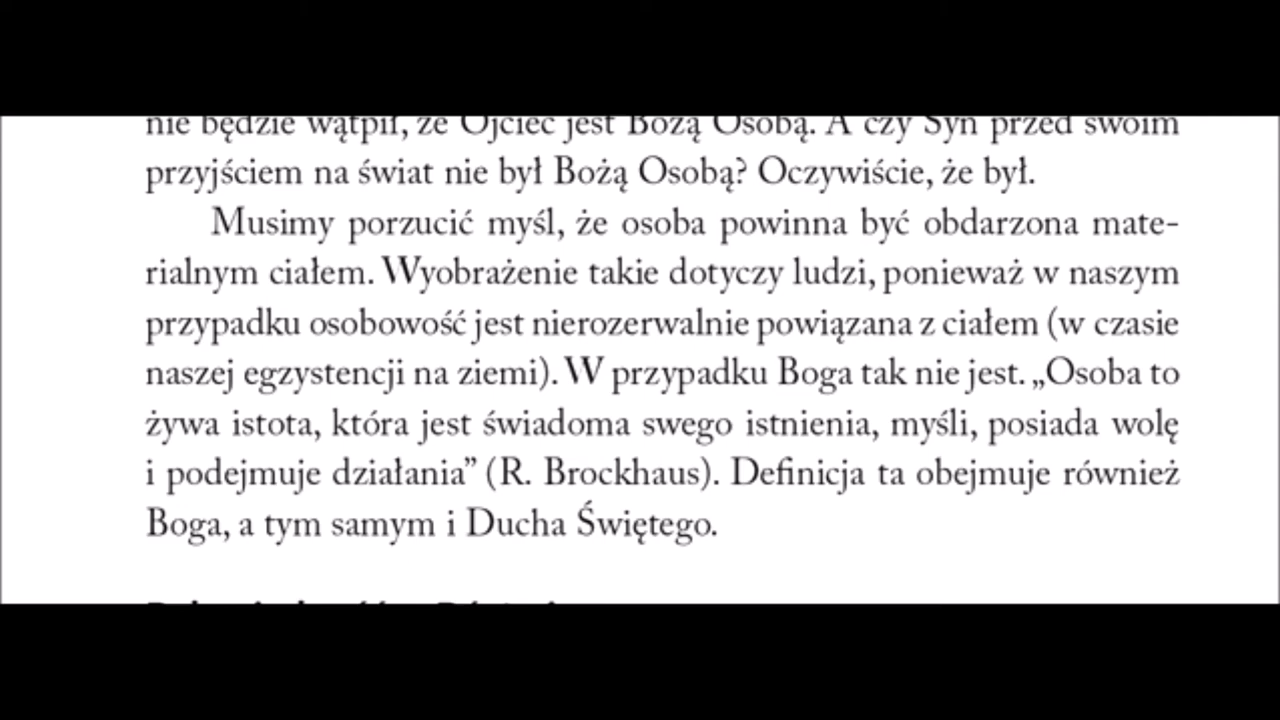 nie będzie wątpił, że Ojciec jest Bożą Osobą. A czy Syn przed swoim
przyjściem na świat nie był Bożą Osobą? Oczywiście, że był.
Musimy porzucić myśl, że osoba powinna być obdarzona mate-
rialnym ciałem. Wyobrażenie takie dotyczy ludzi, ponieważ w naszym
przypadku osobowość jest nierozerwalnie powiązana z ciałem (w czasie
naszej egzystencji na ziemi). W przypadku Boga tak nie jest. „Osoba to
żywa istota, która jest świadoma swego istnienia, myśli, posiada wolę
i podejmuje działania” (R. Brockhaus). Definicja ta obejmuje również
Boga, a tym samym i Ducha Świętego.